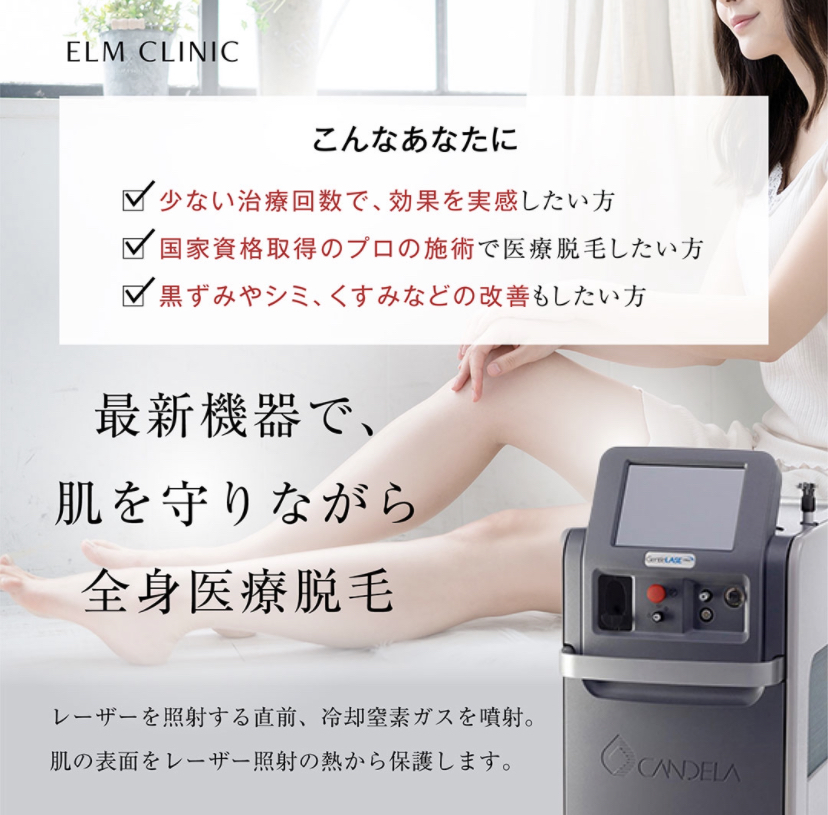 ELM CLINIC
こんなあなたに
少ない治療回数で、効果を実感したい方
国家資格取得のプロの施術で医療脱毛したい方
黒ずみやシミ、くすみなどの改善もしたい方
最新機器で、
肌を守りながら
全身医療脱毛
GentleLASE
レーザーを照射する直前、冷却窒素ガスを噴射。
肌の表面をレーザー照射の熱から保護します。
CANDELA